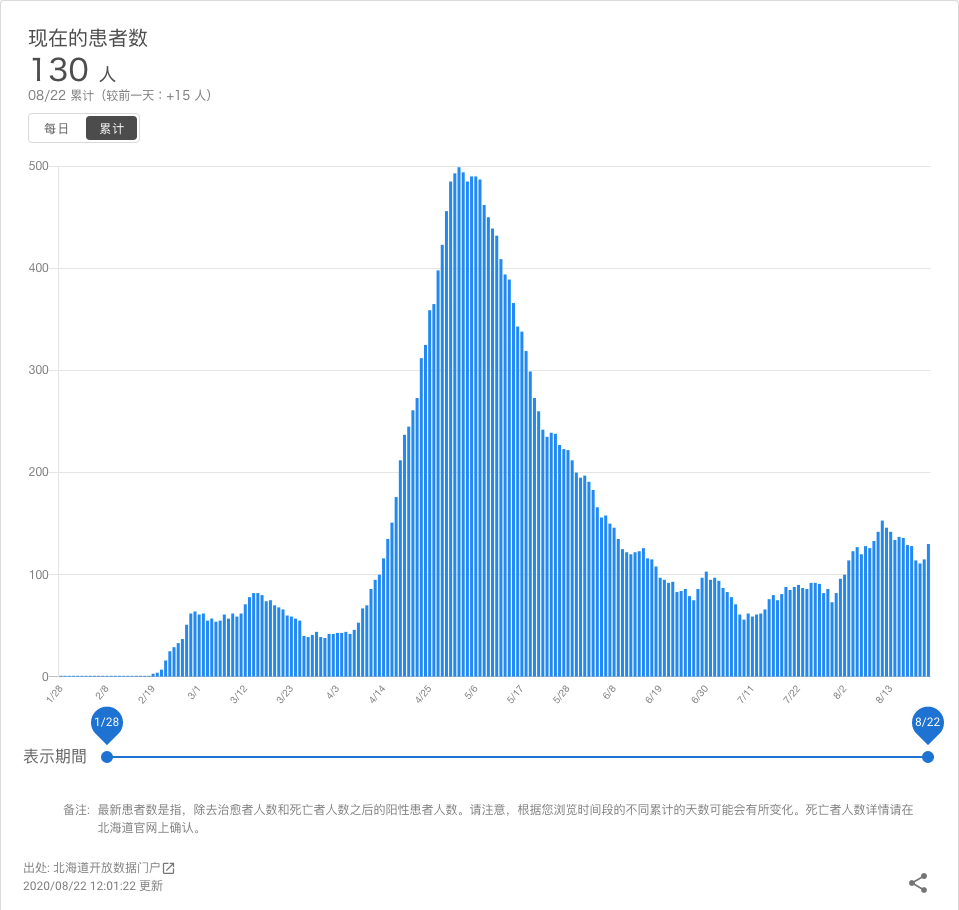 现在的患者数
130 人
08/22 累计（较前一天：+15 人）
每日 累计
500
400
300
200
100
0
1/28 2/8 2/19 3/1 3/12 3/23 4/3 4/14 4/25 5/6 5/17 5/28 6/8 6/19 6/30 7/11 7/22 8/2 8/13
1/28 8/22
表示期間
备注: 最新患者数是指，除去治愈者人数和死亡者人数之后的阳性患者人数。请注意，根据您浏览时间段的不同累计的天数可能会有所变化。死亡者人数详情请在
北海道官网上确认。
出处: 北海道开放数据门户
2020/08/22 12:01:22 更新